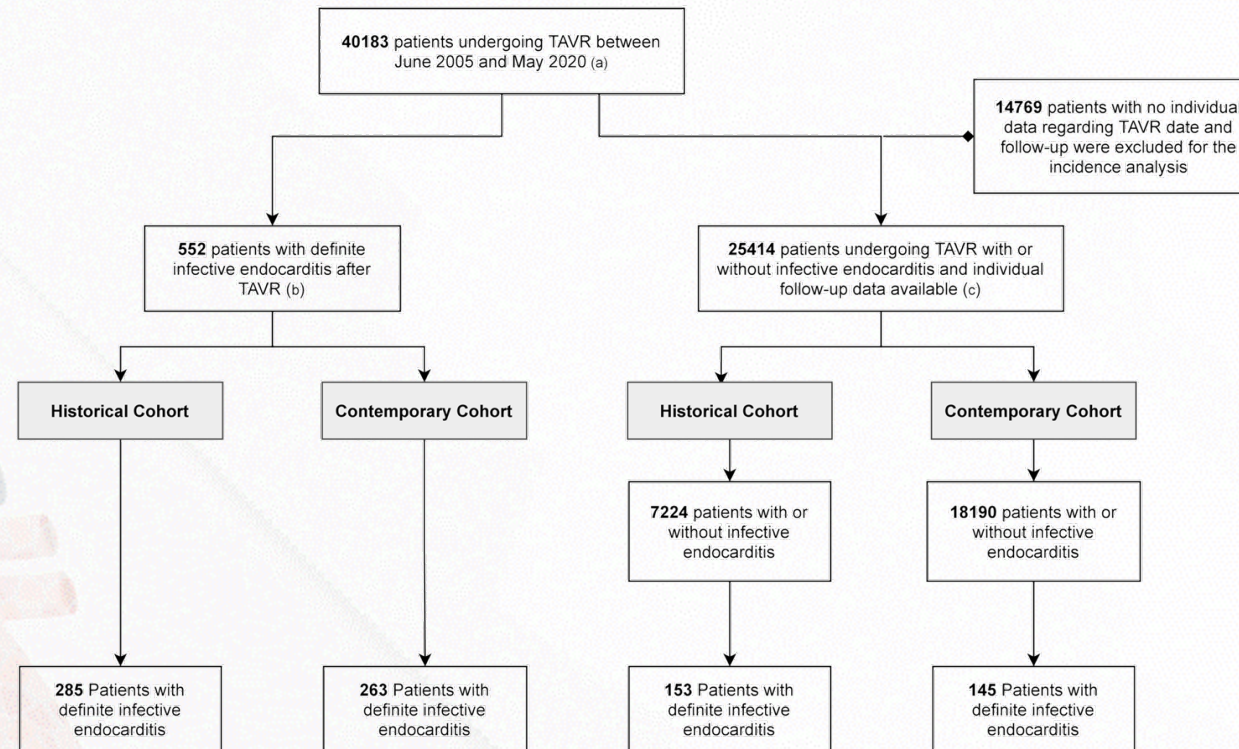 40183 patients undergoing TAVR between
June 2005 and May 2020 (a)
14769 patients with no individual
data regarding TAVR date and
follow-up were excluded for the
incidence analysis
552 patients with definite
infective endocarditis after
TAVR (b)
25414 patients undergoing TAVR with or
without infective endocarditis and individual
follow-up data available (c)
Historical Cohort
Contemporary Cohort
Historical Cohort
Contemporary Cohort
7224 patients with or
without infective
endocarditis
18190 patients with or
without infective
endocarditis
285 Patients with
definite infective
endocarditis
263 Patients with
definite infective
endocarditis
153 Patients with
definite infective
endocarditis
145 Patients with
definite infective
endocarditis